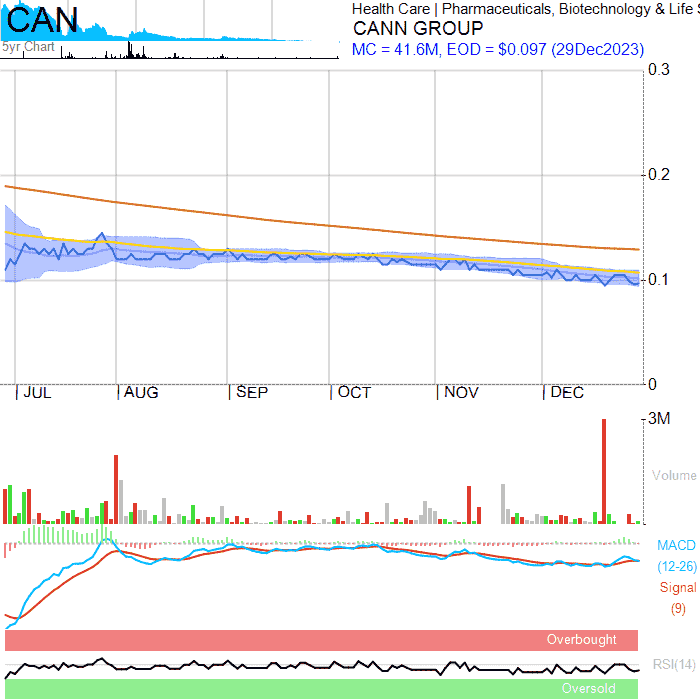 CAN
Health Care | Pharmaceuticals, Biotechnology & Life S
CANN GROUP
5yr Chart
MC = 41.6M, EOD = $0.097 (29Dec2023)
0.3
0.2
0.1
0
JUL AUG SEP OCT NOV DEC
3M
Volume
MACD
(12-26)
Signal
(9)
Overbought
RSI(14)
Oversold